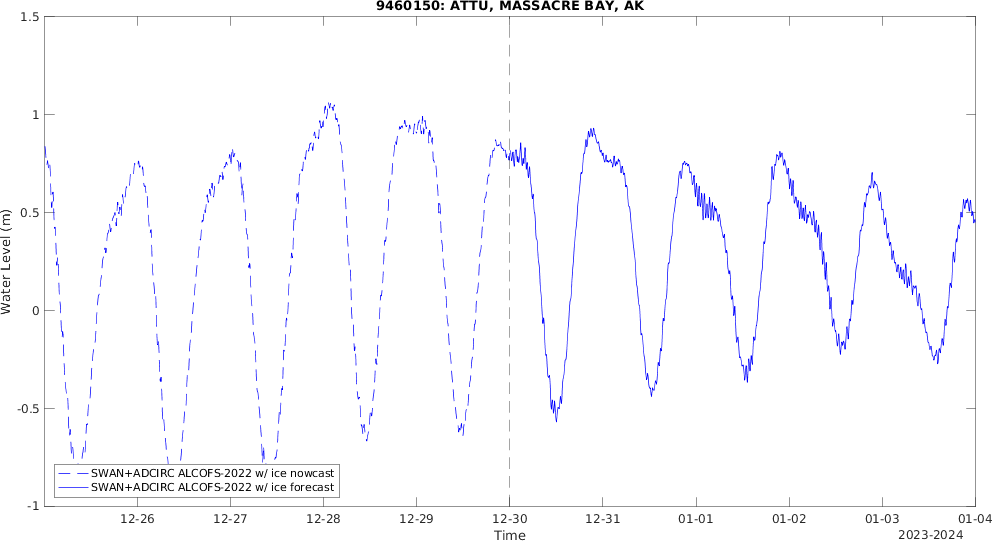 9460150: ATTU, MASSACRE BAY, AK
1.5
1
0.5
0
-0.5
-1
Water Level (m)
SWAN+ADCIRC ALCOFS-2022 w/ ice nowcast
SWAN+ADCIRC ALCOFS-2022 w/ ice forecast
12-26 12-27 12-28 12-29 12-30 12-31 01-01 01-02 01-03 01-04
Time
2023-2024